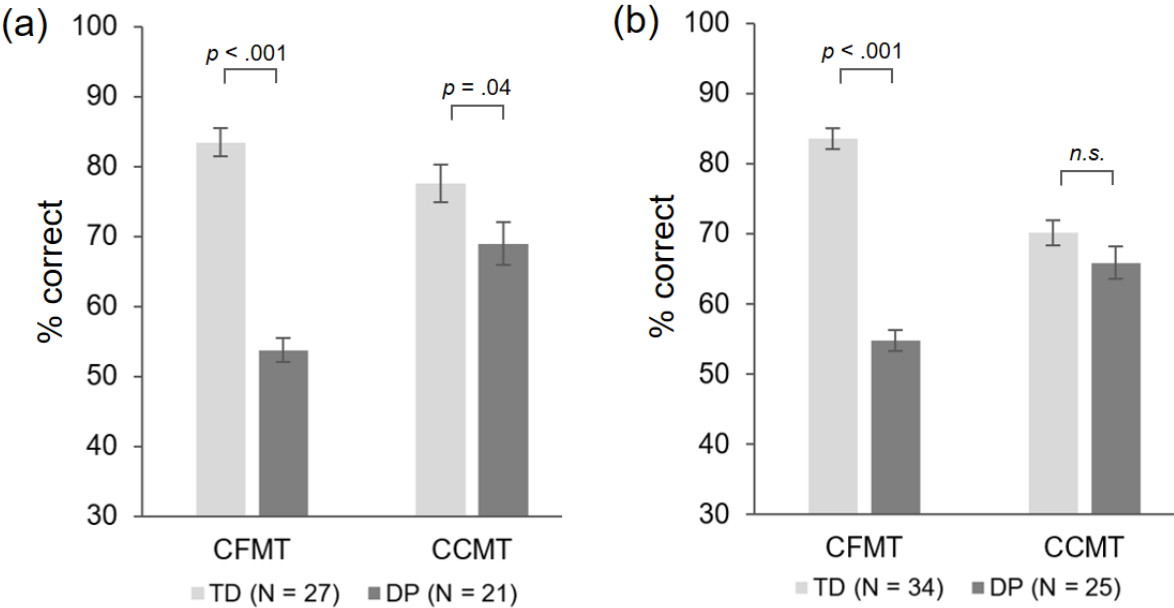 (a)
% correct
100
90
80
70
60
50
40
30
p < .001
p = .04
CFMT
CCMT
TD (N = 27)
DP (N = 21)
(b)
% correct
100
90
80
70
60
50
40
30
p < .001
n.s.
CFMT
CCMT
TD (N = 34)
DP (N = 25)